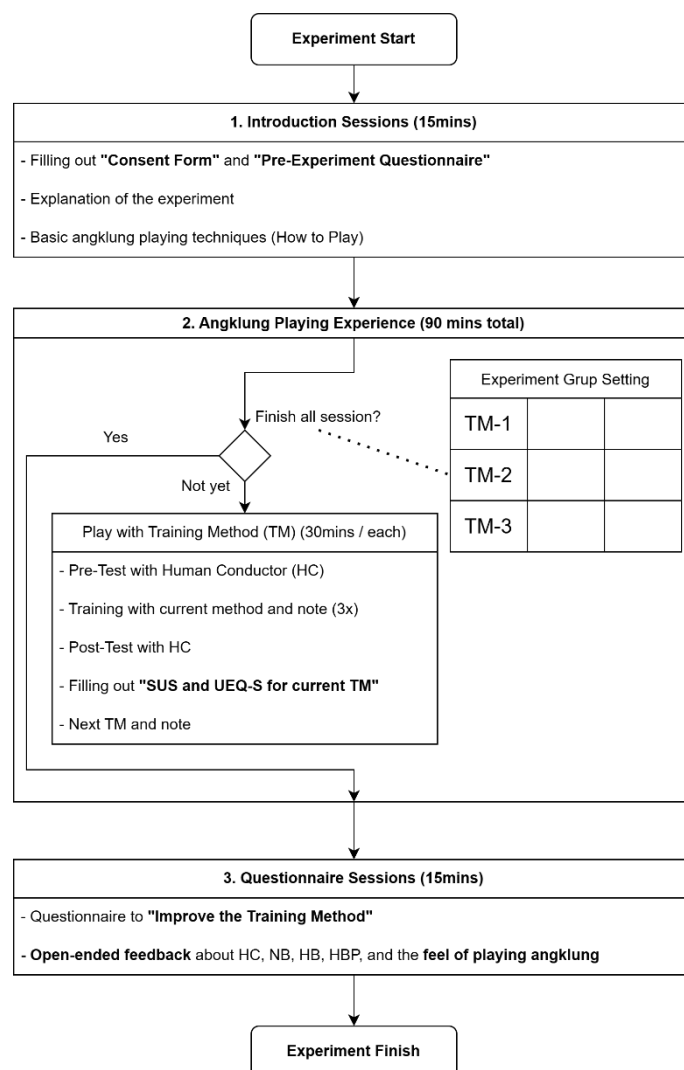 Experiment Start
1. Introduction Sessions (15mins)
- Filling out "Consent Form" and "Pre-Experiment Questionnaire"
- Explanation of the experiment
- Basic angklung playing techniques (How to Play)
2. Angklung Playing Experience (90 mins total)
Experiment Grup Setting
TM-1
TM-2
TM-3
Finish all session?
Yes
Not yet
Play with Training Method (TM) (30mins / each)
- Pre-Test with Human Conductor (HC)
- Training with current method and note (3x)
- Post-Test with HC
- Filling out "SUS and UEQ-S for current TM"
- Next TM and note
3. Questionnaire Sessions (15mins)
- Questionnaire to "Improve the Training Method"
- Open-ended feedback about HC, NB, HB, HBP, and the feel of playing angklung
Experiment Finish